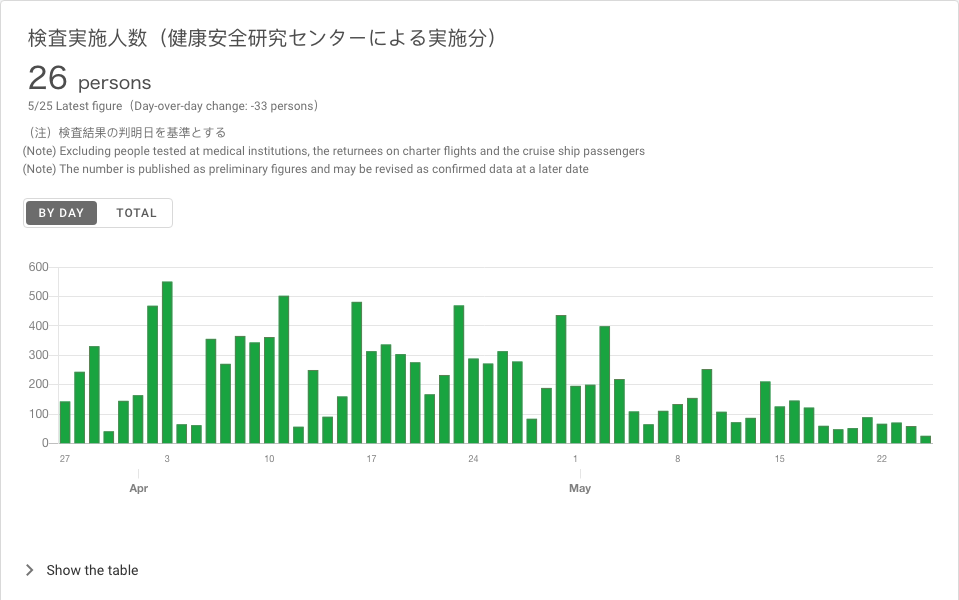 検査実施人数（健康安全研究センターによる実施分）
26 persons
5/25 Latest figure（Day-over-day change: -33 persons）
（注）検査結果の判明日を基準とする
(Note) Excluding people tested at medical institutions, the returnees on charter flights and the cruise ship passengers
(Note) The number is published as preliminary figures and may be revised as confirmed data at a later date
BY DAY TOTAL
600
500
400
300
200
100
0
27 3 10 17 24 1 8 15 22
Apr May
Show the table